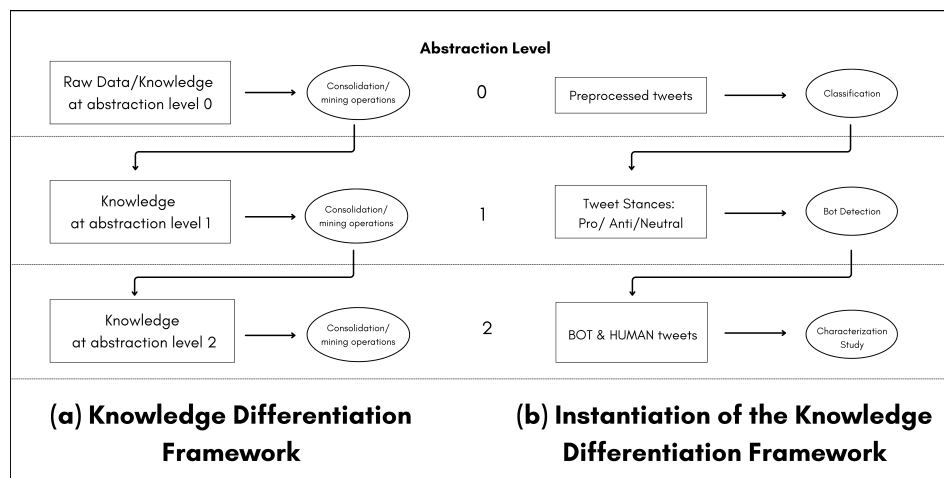 Abstraction Level
Raw Data/Knowledge
at abstraction level 0
Consolidation/
mining operations
0
Preprocessed tweets
Classification
Knowledge
at abstraction level 1
Consolidation/
mining operations
1
Tweet Stances:
Pro/ Anti/Neutral
Bot Detection
Knowledge
at abstraction level 2
Consolidation/
mining operations
2
BOT & HUMAN tweets
Characterization
Study
(a) Knowledge Differentiation
Framework
(b) Instantiation of the Knowledge
Differentiation Framework